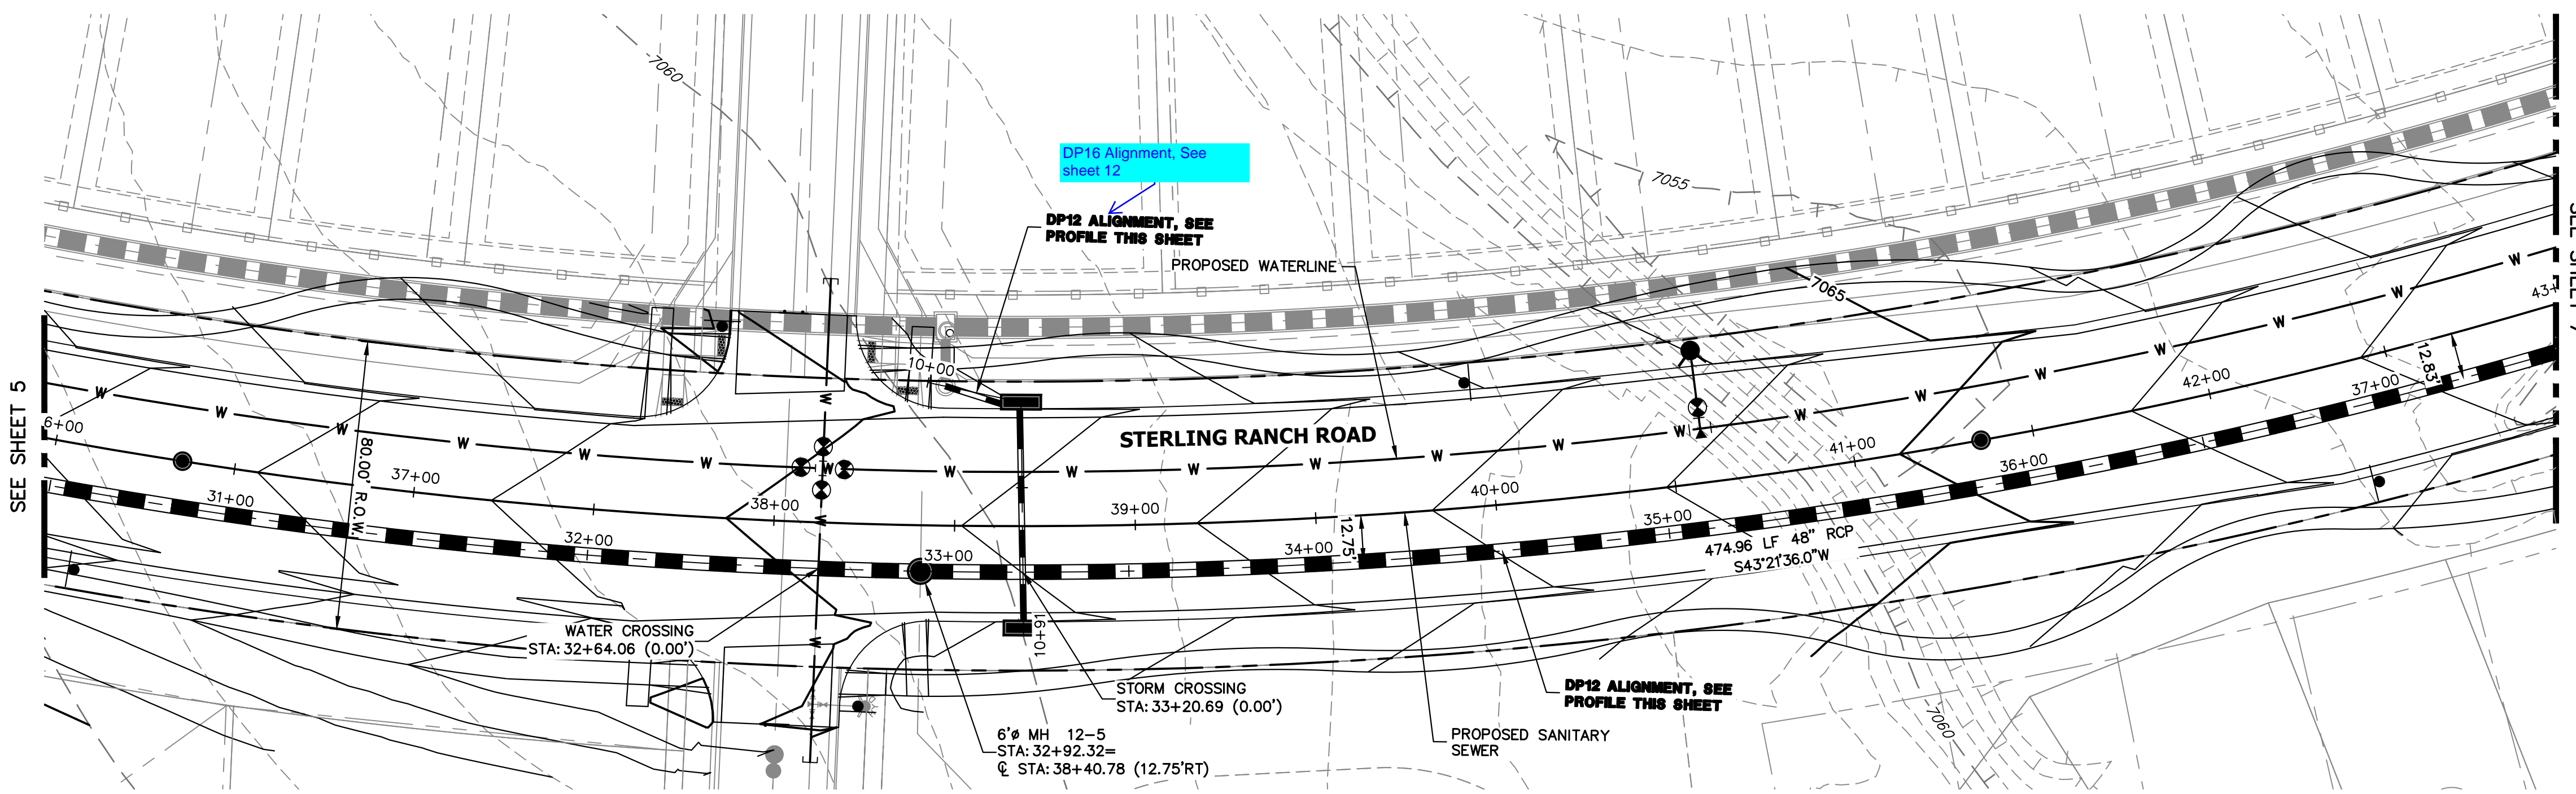 7060
DP16 Alignment, See
sheet 12
DP12 ALIGNMENT, SEE
PROFILE THIS SHEET
PROPOSED WATERLINE
7055
7065
10+00
SEE SHEET 5
80.00' R.O.W.
STERLING RANCH ROAD
W W W W W W W W W W W W W W W W W W W W
W
W
W
6+00
37+00
38+00
39+00
40+00
41+00
42+00
43+
12.83'
12.75'
31+00
32+00
33+00
34+00
35+00
36+00
37+00
474.96 LF 48" RCP
S43°21'36.0"W
WATER CROSSING
STA: 32+64.06 (0.00')
10+61
STORM CROSSING
STA: 33+20.69 (0.00')
6'ø MH 12-5
STA: 32+92.32=
℄ STA: 38+40.78 (12.75'RT)
DP12 ALIGNMENT, SEE
PROFILE THIS SHEET
PROPOSED SANITARY
SEWER
7060